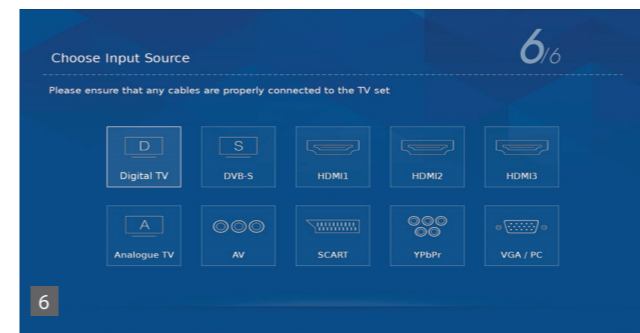 Choose Input Source
6/6
Please ensure that any cables are properly connected to the TV set
D
S
Digital TV
DVB-S
HDMI1
HDMI2
HDMI3
A
Analogue TV
AV
SCART
YPbPr
VGA / PC
6